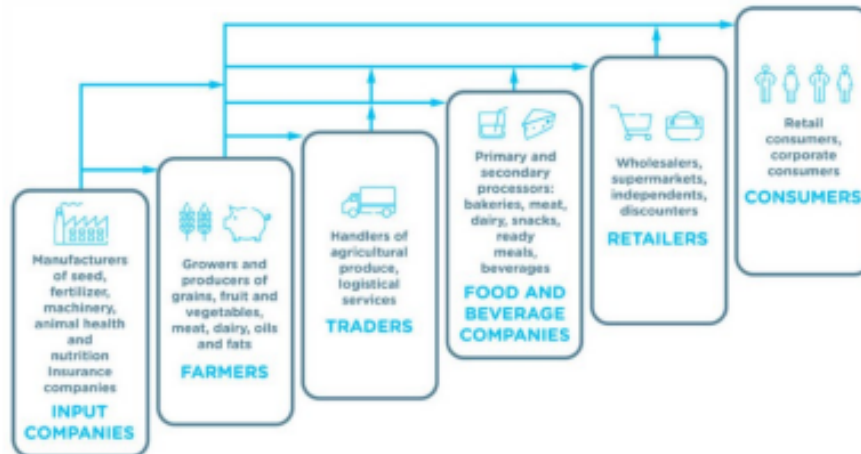 Manufacturers
of seed,
fertilizer,
machinery,
animal health
and
nutrition
Insurance
companies
INPUT
COMPANIES
Growers and
producers of
grains, fruit and
vegetables,
meat, dairy, oils
and fats
FARMERS
Handlers of
agricultural
produce,
logistical
services
TRADERS
Primary and
secondary
processors:
bakeries, meat,
dairy, snacks,
ready
meals,
beverages
FOOD AND
BEVERAGE
COMPANIES
Wholesalers,
supermarkets,
independents,
discounters
RETAILERS
Retail
consumers,
corporate
consumers
CONSUMERS